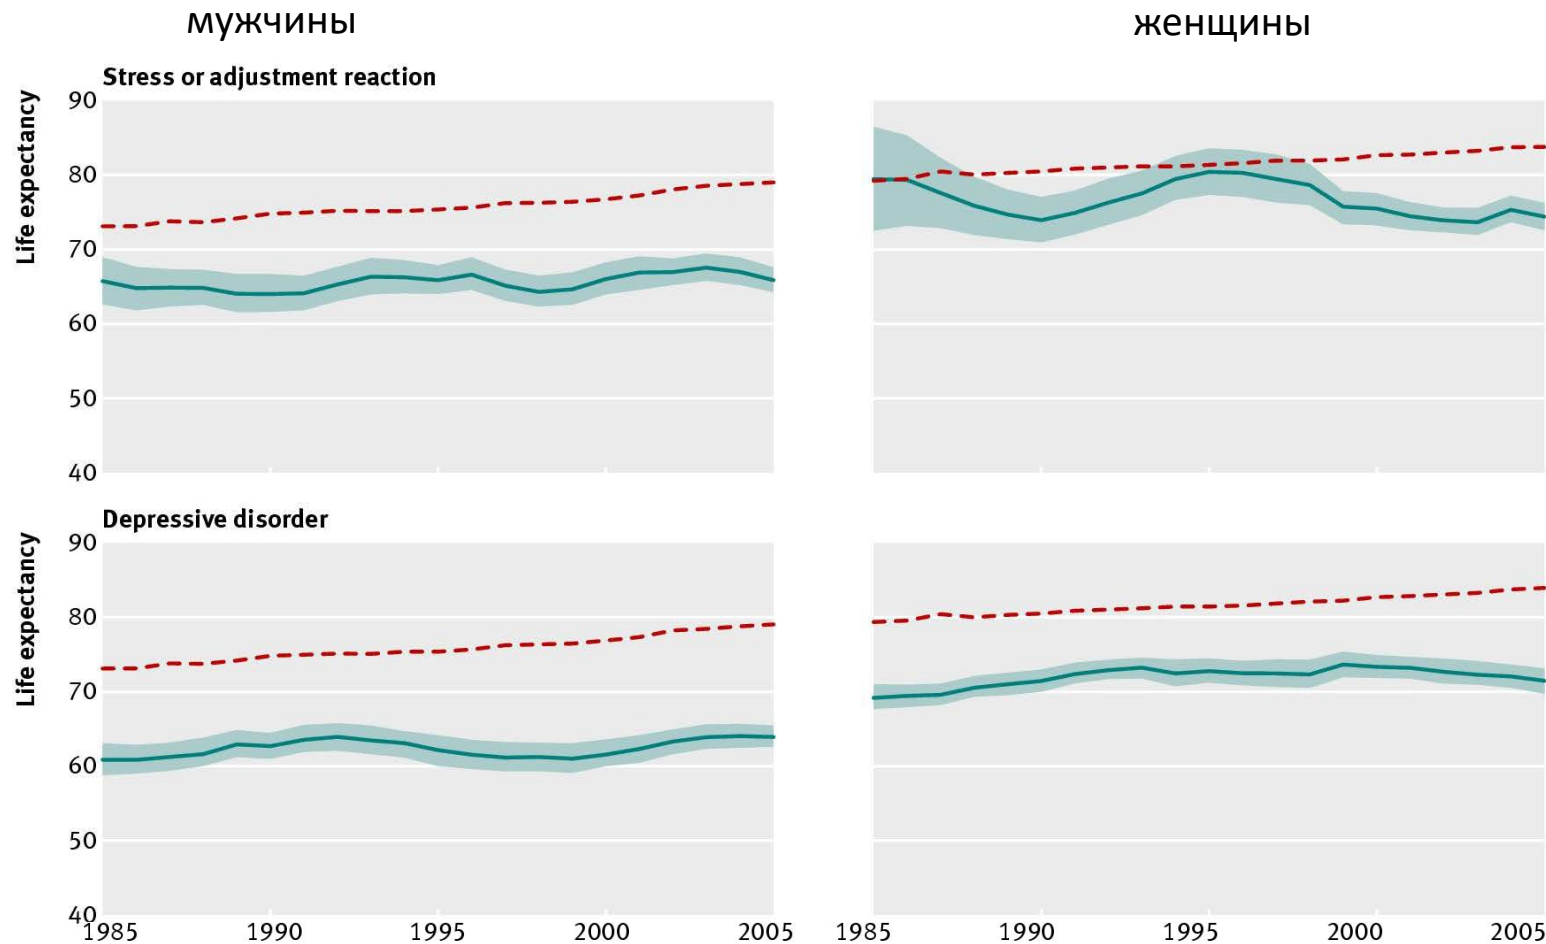 мужчины
женщины
Stress or adjustment reaction
Life expectancy
90
80
70
60
50
40
Depressive disorder
Life expectancy
90
80
70
60
50
40
1985 1990 1995 2000 2005
1985 1990 1995 2000 2005